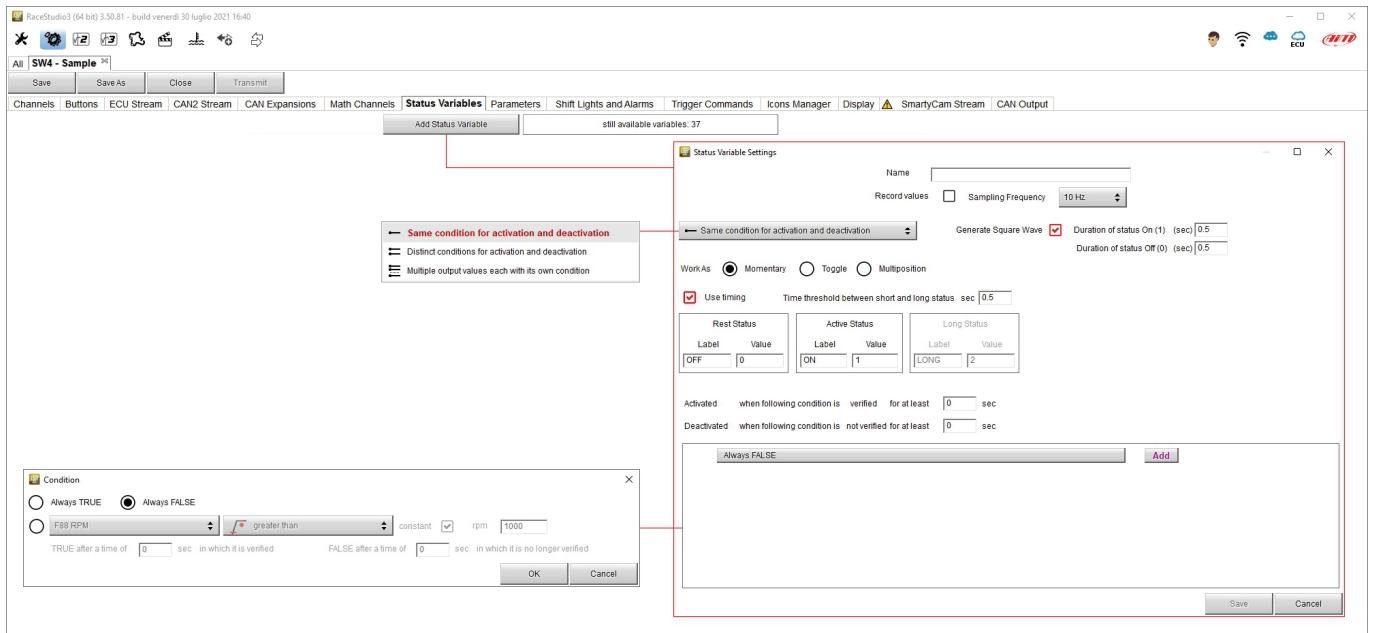 RaceStudio3 (64 bit) 3.50.81 - build venerdì 30 luglio 2021 16:40
ECU
AiM
All SW4 - Sample
Save Save As Close Transmit
Channels Buttons ECU Stream CAN2 Stream CAN Expansions Math Channels Status Variables Parameters Shift Lights and Alarms Trigger Commands Icons Manager Display SmartyCam Stream CAN Output
Add Status Variable still available variables: 37
Status Variable Settings
Name
Record values Sampling Frequency 10 Hz
Same condition for activation and deactivation
Distinct conditions for activation and deactivation
Multiple output values each with its own condition
Same condition for activation and deactivation Generate Square Wave Duration of status On (1) (sec) 0.5
Duration of status Off (0) (sec) 0.5
Work As Momentary Toggle Multiposition
Use timing Time threshold between short and long status sec 0.5
Rest Status Active Status Long Status
Label Value Label Value Label Value
OFF 0 ON 1 LONG 2
Activated when following condition is verified for at least 0 sec
Deactivated when following condition is not verified for at least 0 sec
Always FALSE Add
Condition
Always TRUE Always FALSE
F88 RPM greater than constant rpm 1000
TRUE after a time of 0 sec in which it is verified FALSE after a time of 0 sec in which it is no longer verified
OK Cancel
Save Cancel